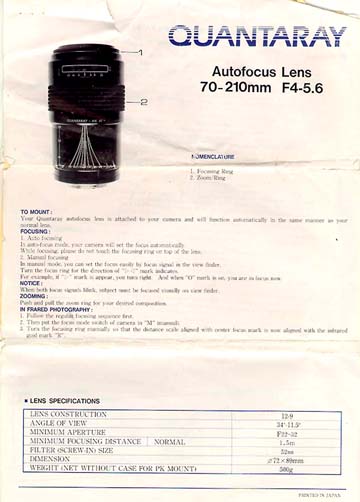 QUANTARAY
Autofocus Lens
70-210mm F4-5.6
1
2
NOMENCLATURE
1. Focusing Ring
2. Zoom Ring
TO MOUNT:
Your Quantaray autofocus lens is attached to your camera and will function automatically in the same manner as your
normal lens.
FOCUSING:
1. Auto focusing
In auto-focus mode, your camera will set the focus automatically.
While focusing, please do not touch the focusing ring or top of the lens.
2. Manual focusing
In manual mode, you can set the focus easily by focus signal in the view finder.
Turn the focus ring for the direction of mark indicates.
For example, if "▷" mark is appear, you turn right. And when "O" mark is on, you are in focus now.
NOTICE:
When both focus signals blink, subject must be focused visually on view finder.
ZOOMING:
Push and pull the zoom ring for your desired composition.
IN FRARED PHOTOGRAPHY:
1. Follow the regular focusing sequence first.
2. Then put the focus mode switch of camera in "M" (manual).
3. Turn the focusing ring manually so that the distance scale aligned with center focus mark is now aligned with the infrared
mark "R".
■ LENS SPECIFICATIONS
LENS CONSTRUCTION 12-9
ANGLE OF VIEW 34°-11.5°
MINIMUM APERTURE F22-32
MINIMUM FOCUSING DISTANCE NORMAL 1.5m
FILTER (SCREW-IN) SIZE 52mm
DIMENSION ø72×89mm
WEIGHT (NET WITHOUT CASE FOR PK MOUNT) 500g
PRINTED IN JAPAN